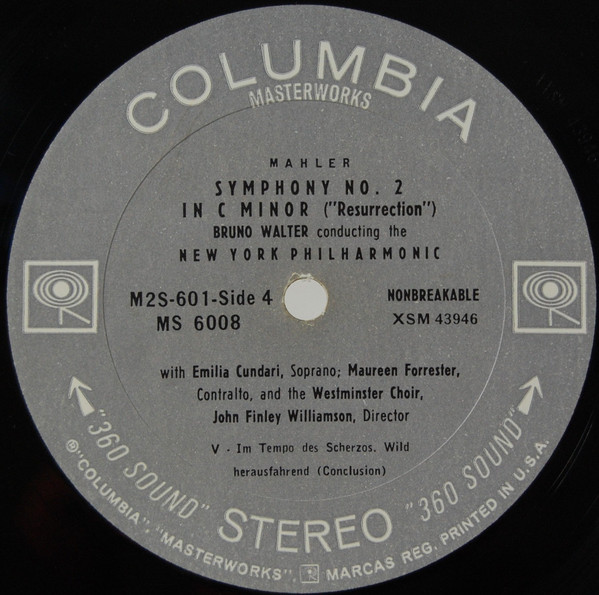 COLUMBIA
MASTERWORKS
MAHLER
SYMPHONY NO. 2
IN C MINOR ("Resurrection")
BRUNO WALTER conducting the
NEW YORK PHILHARMONIC
M2S-601-Side 4
MS 6008
NONBREAKABLE
XSM 43946
with Emilia Cundari, Soprano; Maureen Forrester,
Contralto, and the Westminster Choir,
John Finley Williamson, Director
V - Im Tempo des Scherzos. Wild
herausfahrend (Conclusion)
"360 SOUND" STEREO "360 SOUND"
℗"COLUMBIA", "MASTERWORKS", MARCAS REG. PRINTED IN U.S.A.